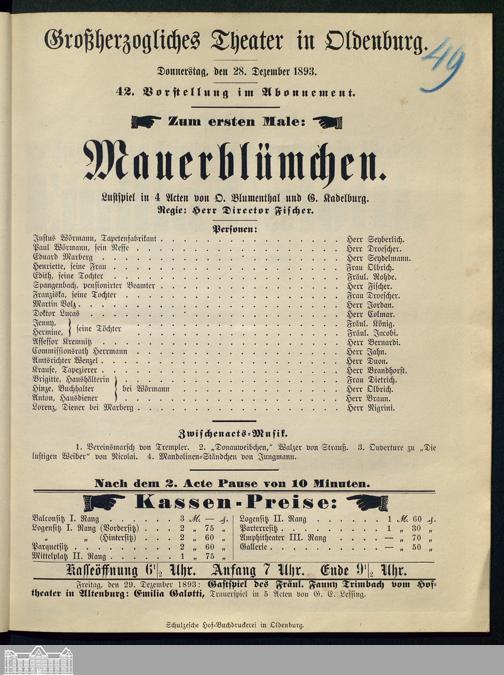 Großherzogliches Theater in Oldenburg.
49
Donnerstag, den 28. Dezember 1893.
42. Vorstellung im Abonnement.
Zum ersten Male:
Mauerblümchen.
Lustspiel in 4 Acten von O. Blumenthal und G. Kadelburg.
Regie: Herr Director Fischer.
Personen:
Justus Wörmann, Tapetenfabrikant . . . Herr Seyberlich.
Paul Wörmann, sein Neffe . . . Herr Droescher.
Eduard Marberg . . . Herr Seydelmann.
Henriette, seine Frau . . . Frau Olbrich.
Edith, seine Tochter . . . Fräul. Rohde.
Spangenbach, pensionirter Beamter . . . Herr Fischer.
Franziska, seine Tochter . . . Frau Droescher.
Martin Volz . . . Herr Jordan.
Doktor Lucas . . . Herr Colmar.
Jenny, } seine Töchter . . . Fräul. König.
Hermine, } . . . Fräul. Jacobi.
Assessor Kremnitz . . . Herr Bernardi.
Commissionsrath Herrmann . . . Herr Jahn.
Amtsrichter Wenzel . . . Herr Duon.
Krause, Tapezierer . . . Herr Brandhorst.
Brigitte, Haushälterin } . . . Frau Dietrich.
Hinze, Buchhalter } bei Wörmann . . . Herr Olbrich.
Anton, Hausdiener } . . . Herr Braun.
Lorenz, Diener bei Marberg . . . Herr Nigrini.
Zwischenacts-Musik.
1. Vereinsmarsch von Trempler. 2. „Donauweibchen," Walzer von Strauß. 3. Ouverture zu „Die
lustigen Weiber" von Nicolai. 4. Mandolinen-Ständchen von Jungmann.
Nach dem 2. Acte Pause von 10 Minuten.
Kassen-Preise:
Balconsitz I. Rang . . . 3 M. — ₰.
Logensitz I. Rang (Vordersitz) . . 2 „ 75 „
„ (Hintersitz) . . 2 „ 60 „
Parquetsitz . . . 2 „ 60 „
Mittelplatz II. Rang . . . 1 „ 75 „
Logensitz II. Rang . . . 1 M. 60 ₰.
Parterresitz . . . 1 „ 30 „
Amphitheater III. Rang . . . — „ 70 „
Gallerie . . . — „ 50 „
Kasseöffnung 6 1/2 Uhr. Anfang 7 Uhr. Ende 9 1/2 Uhr.
Freitag, den 29. Dezember 1893: Gastspiel des Fräul. Fanny Trimbach vom Hof-
theater in Altenburg: Emilia Galotti, Trauerspiel in 5 Acten von G. E. Lessing.
Schulzesche Hof-Buchdruckerei in Oldenburg.